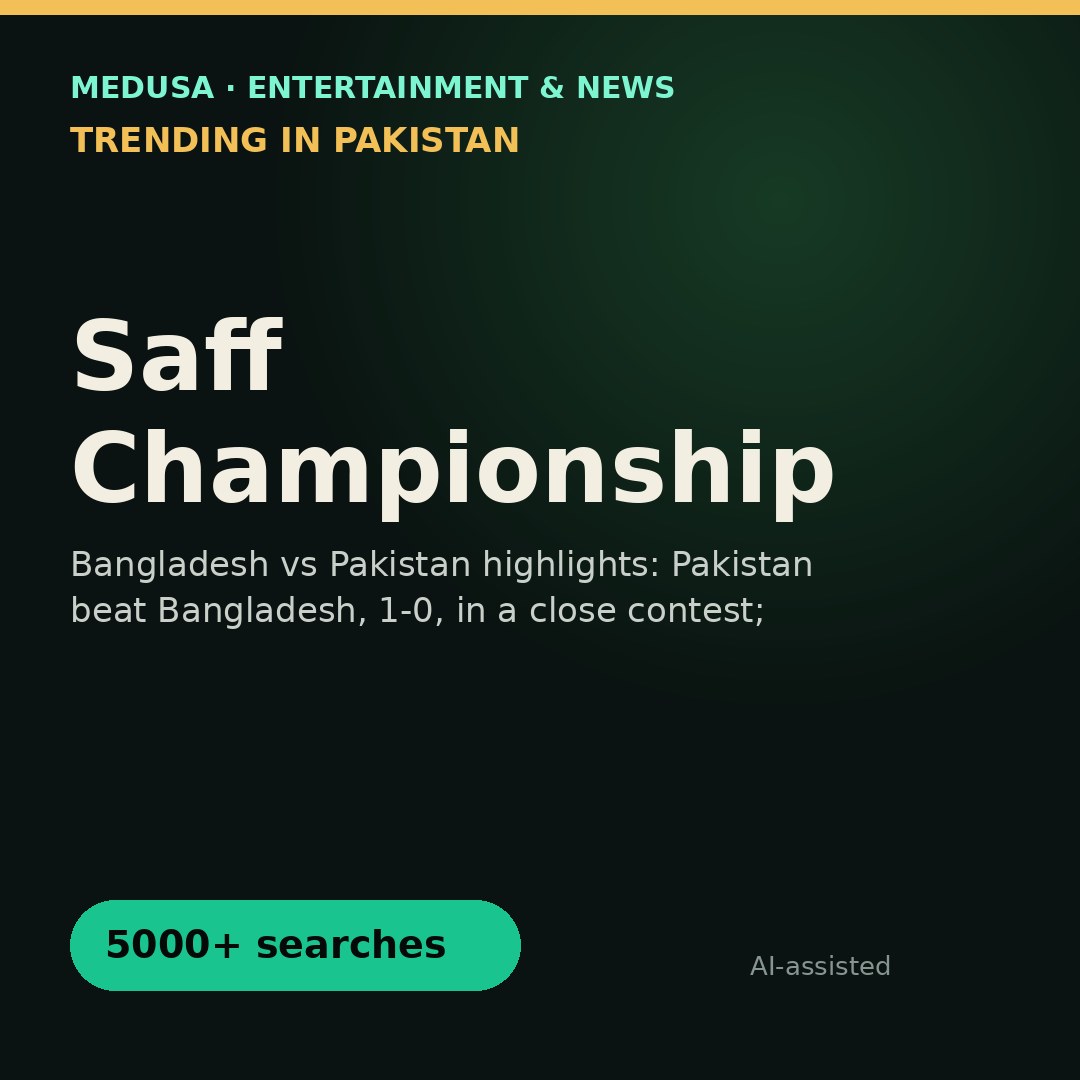 MEDUSA · ENTERTAINMENT & NEWS
TRENDING IN PAKISTAN
Saff
Championship
Bangladesh vs Pakistan highlights: Pakistan
beat Bangladesh, 1-0, in a close contest;
5000+ searches
AI-assisted